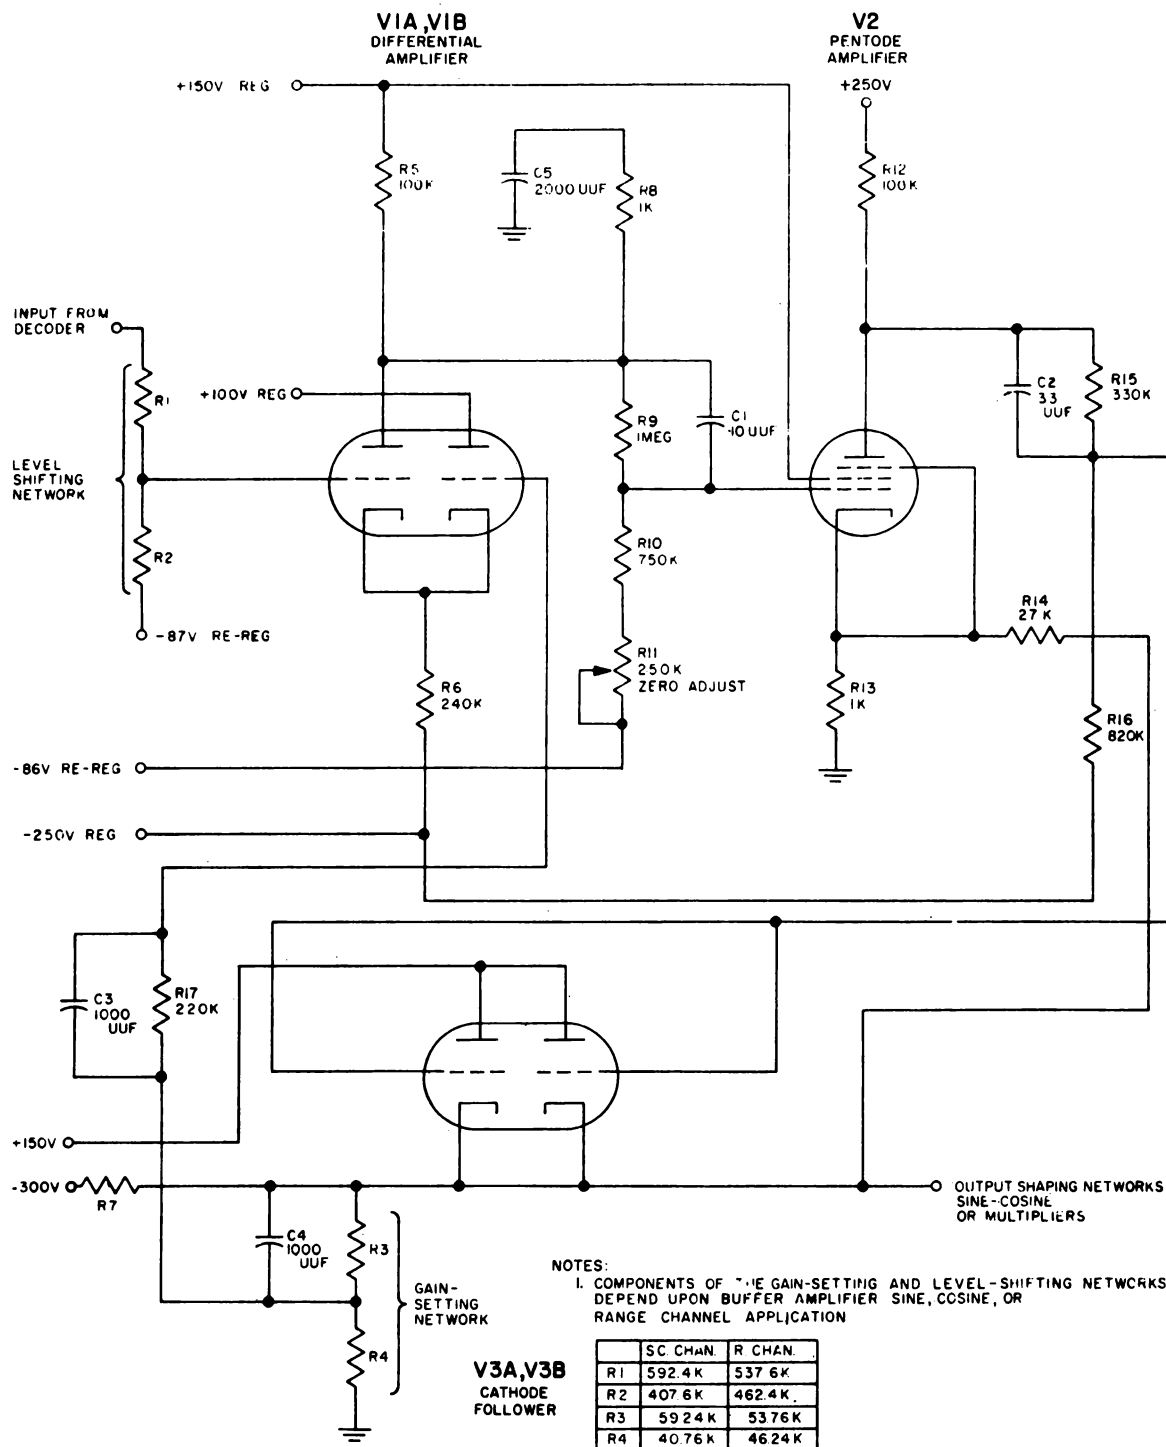 V1A, V1B
DIFFERENTIAL
AMPLIFIER
V2
PENTODE
AMPLIFIER
+250V
+150V REG
R5
100K
C5
2000 UUF
R8
1K
R12
100K
INPUT FROM
DECODER
R1
+100V REG
R9
1MEG
C1
10 UUF
C2
33
UUF
R15
330K
LEVEL
SHIFTING
NETWORK
R2
R10
750K
-87V RE-REG
R14
27 K
R6
240K
R11
250K
ZERO ADJUST
R13
1K
R16
820K
-86V RE-REG
-250V REG
C3
1000
UUF
R17
220K
+150V
-300V
R7
OUTPUT SHAPING NETWORKS
SINE-COSINE
OR MULTIPLIERS
C4
1000
UUF
R3
GAIN-
SETTING
NETWORK
R4
NOTES:
1. COMPONENTS OF THE GAIN-SETTING AND LEVEL-SHIFTING NETWORKS
DEPEND UPON BUFFER AMPLIFIER SINE, COSINE, OR
RANGE CHANNEL APPLICATION
V3A, V3B
CATHODE
FOLLOWER
SC. CHAN. R. CHAN.
R1 592.4K 537.6K
R2 407.6K 462.4K
R3 59.24K 53.76K
R4 40.76K 46.24K